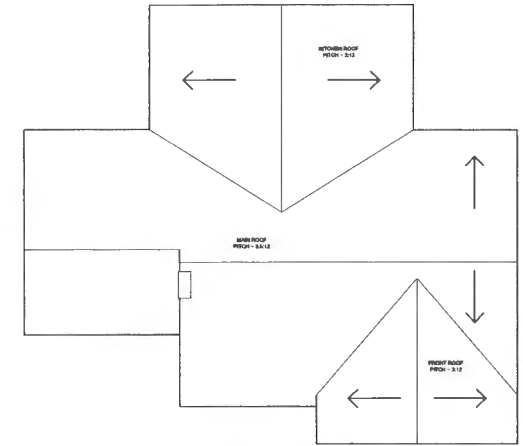 KITCHEN ROOF
PITCH - 3:12
MAIN ROOF
PITCH - 3.5:12
FRONT ROOF
PITCH - 3:12